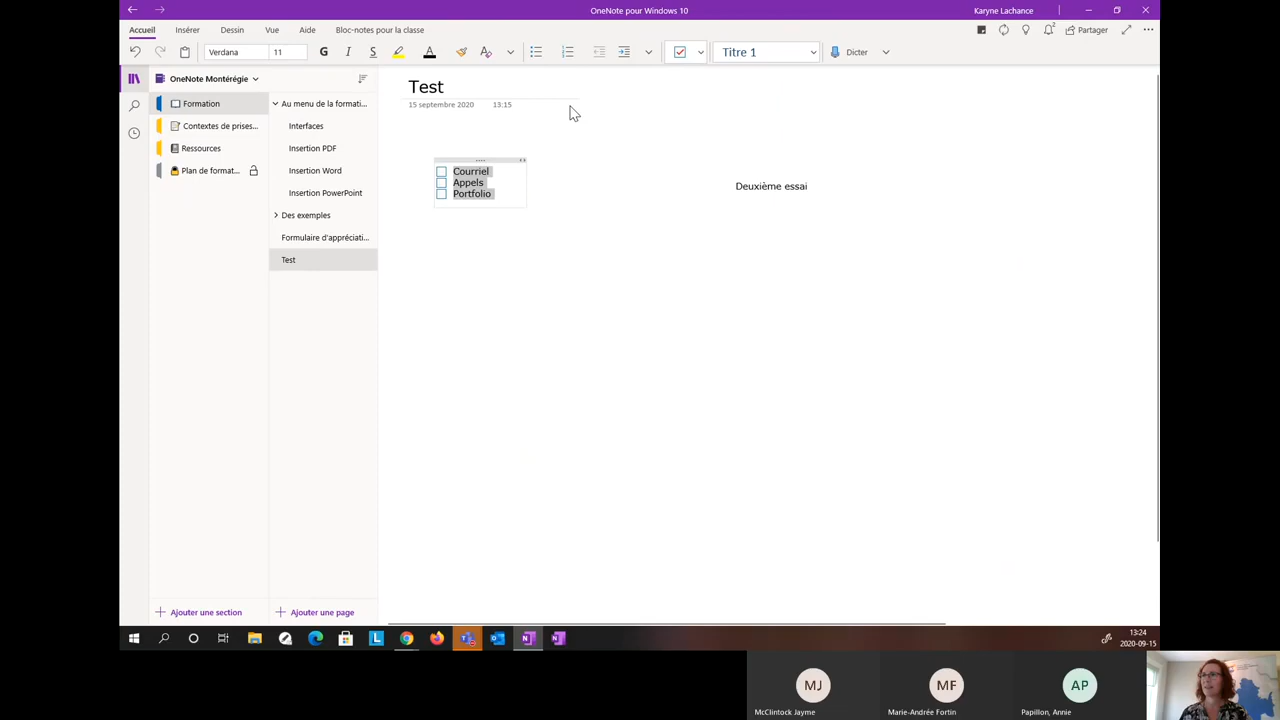 OneNote pour Windows 10
Karyne Lachance
Accueil Insérer Dessin Vue Aide Bloc-notes pour la classe
Partager
Verdana 11 G I S
Titre 1
Dicter
OneNote Montérégie
Formation
Contextes de prises...
Ressources
Plan de format...
Au menu de la formati...
Interfaces
Insertion PDF
Insertion Word
Insertion PowerPoint
Des exemples
Formulaire d'appréciati...
Test
Test
15 septembre 2020 13:15
Courriel
Appels
Portfolio
Deuxième essai
Ajouter une section
Ajouter une page
13:24
2020-09-15
MJ
McClintock Jayme
MF
Marie-Andrée Fortin
AP
Papillon, Annie